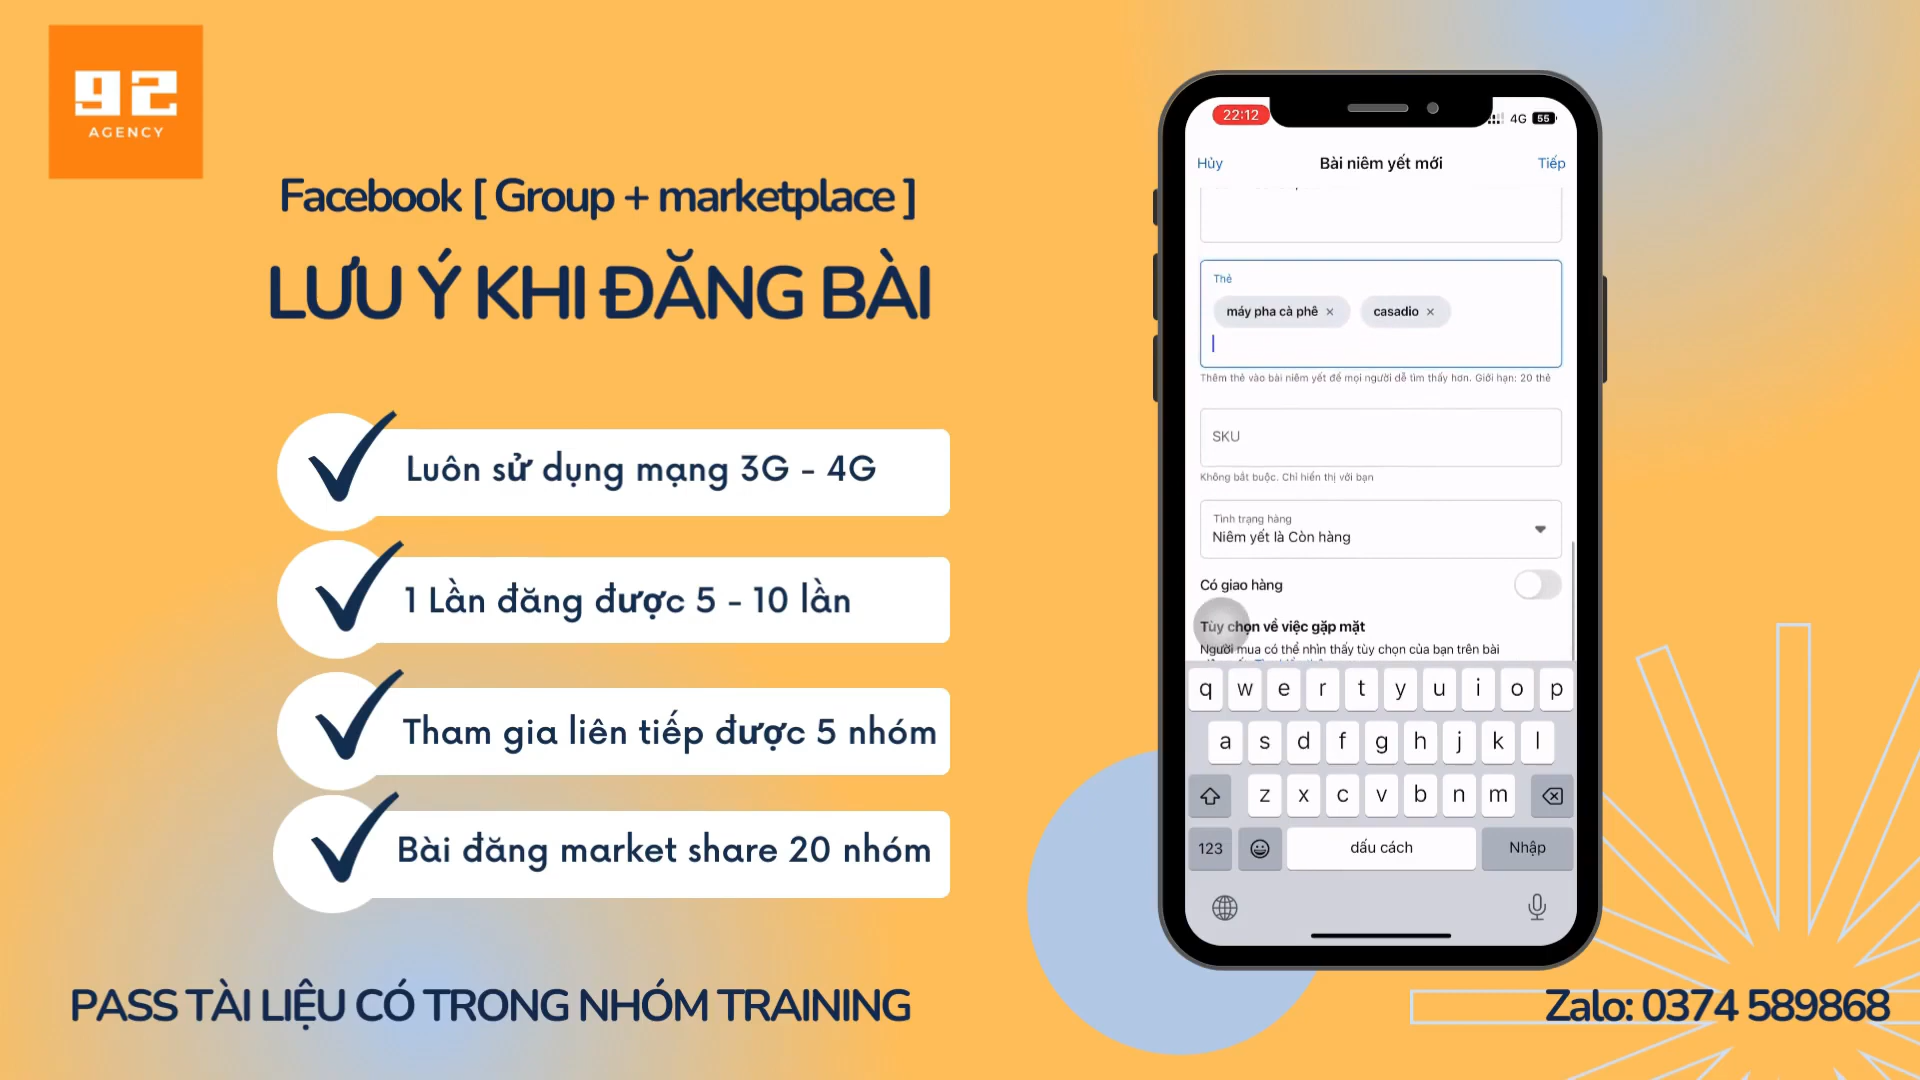 92
AGENCY
Facebook [ Group + marketplace ]
LƯU Ý KHI ĐĂNG BÀI
Luôn sử dụng mạng 3G - 4G
1 Lần đăng được 5 - 10 lần
Tham gia liên tiếp được 5 nhóm
Bài đăng market share 20 nhóm
PASS TÀI LIỆU CÓ TRONG NHÓM TRAINING
22:12
4G 55
Hủy Bài niêm yết mới Tiếp
Thẻ
máy pha cà phê × casadio ×
Thêm thẻ vào bài niêm yết để mọi người dễ tìm thấy hơn. Giới hạn: 20 thẻ
SKU
Không bắt buộc. Chỉ hiển thị với bạn
Tình trạng hàng
Niêm yết là Còn hàng
Có giao hàng
Tùy chọn về việc gặp mặt
Người mua có thể nhìn thấy tùy chọn của bạn trên bài
q w e r t y u i o p
a s d f g h j k l
z x c v b n m
123 dấu cách Nhập
Zalo: 0374 589868